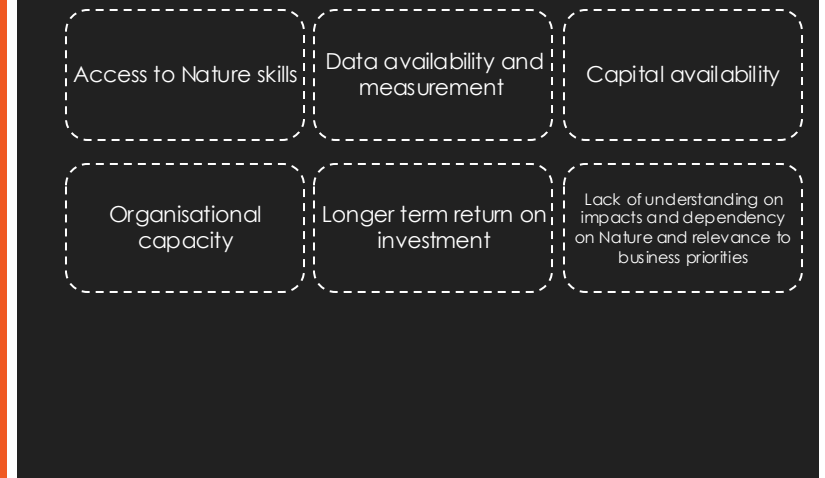 Access to Nature skills
Data availability and
measurement
Capital availability
Organisational
capacity
Longer term return on
investment
Lack of understanding on
impacts and dependency
on Nature and relevance to
business priorities